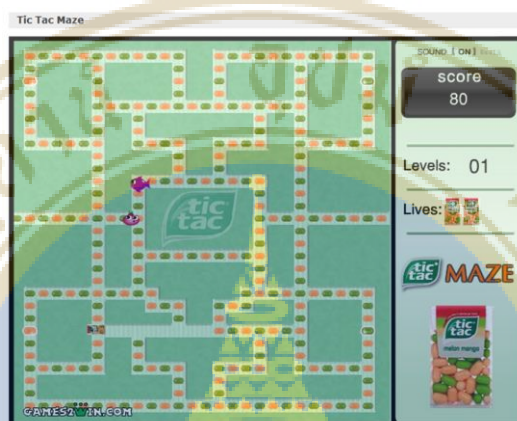 Tic Tac Maze
SOUND [ ON ]
score
80
Levels: 01
Lives:
tic
tac
tic
tac
MAZE
tic
tac
melon mango
GAMES2WIN.COM